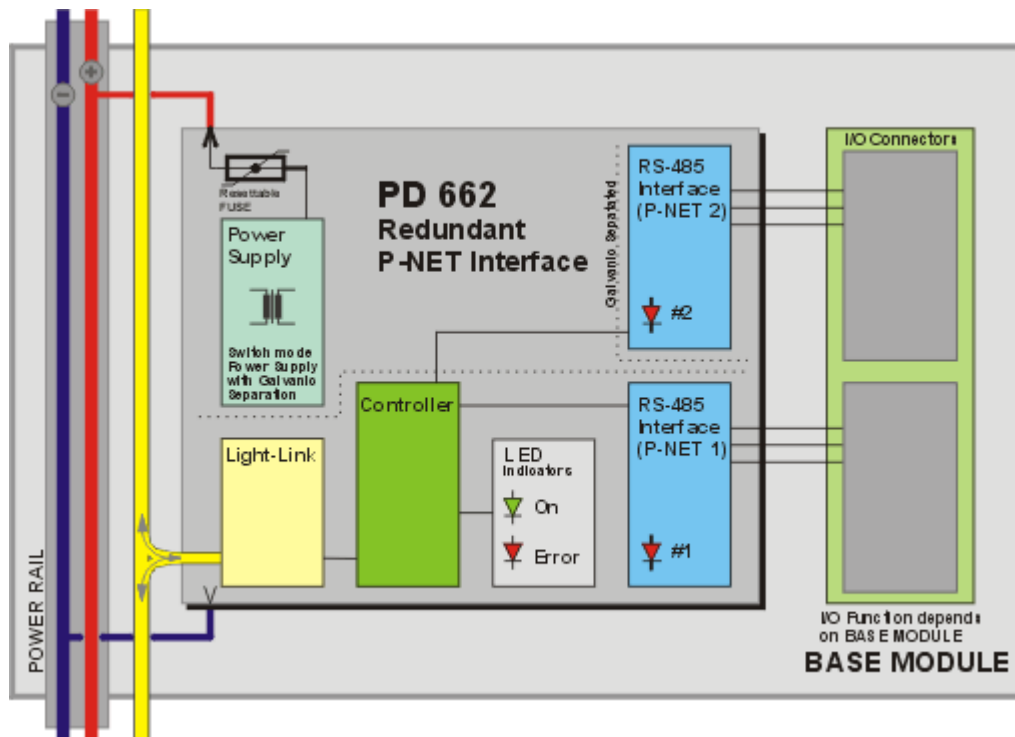 POWER RAIL
+
−
Resettable
FUSE
Power
Supply
Switch mode
Power Supply
with Galvanic
Separation
PD 662
Redundant
P-NET Interface
Galvanic Separated
RS-485
Interface
(P-NET 2)
#2
Light-Link
Controller
LED
Indicators
On
Error
RS-485
Interface
(P-NET 1)
#1
I/O Connectors
I/O Function depends
on BASE MODULE
BASE MODULE